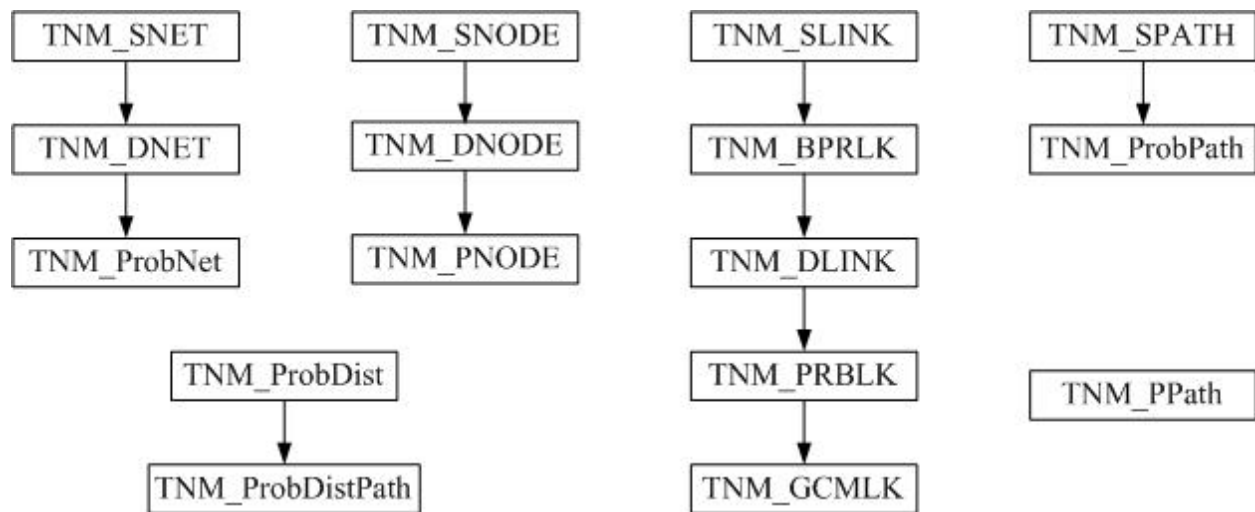 TNM_SNET
TNM_SNODE
TNM_SLINK
TNM_SPATH
TNM_DNET
TNM_DNODE
TNM_BPRLK
TNM_ProbPath
TNM_ProbNet
TNM_PNODE
TNM_DLINK
TNM_ProbDist
TNM_PRBLK
TNM_PPath
TNM_ProbDistPath
TNM_GCMLK